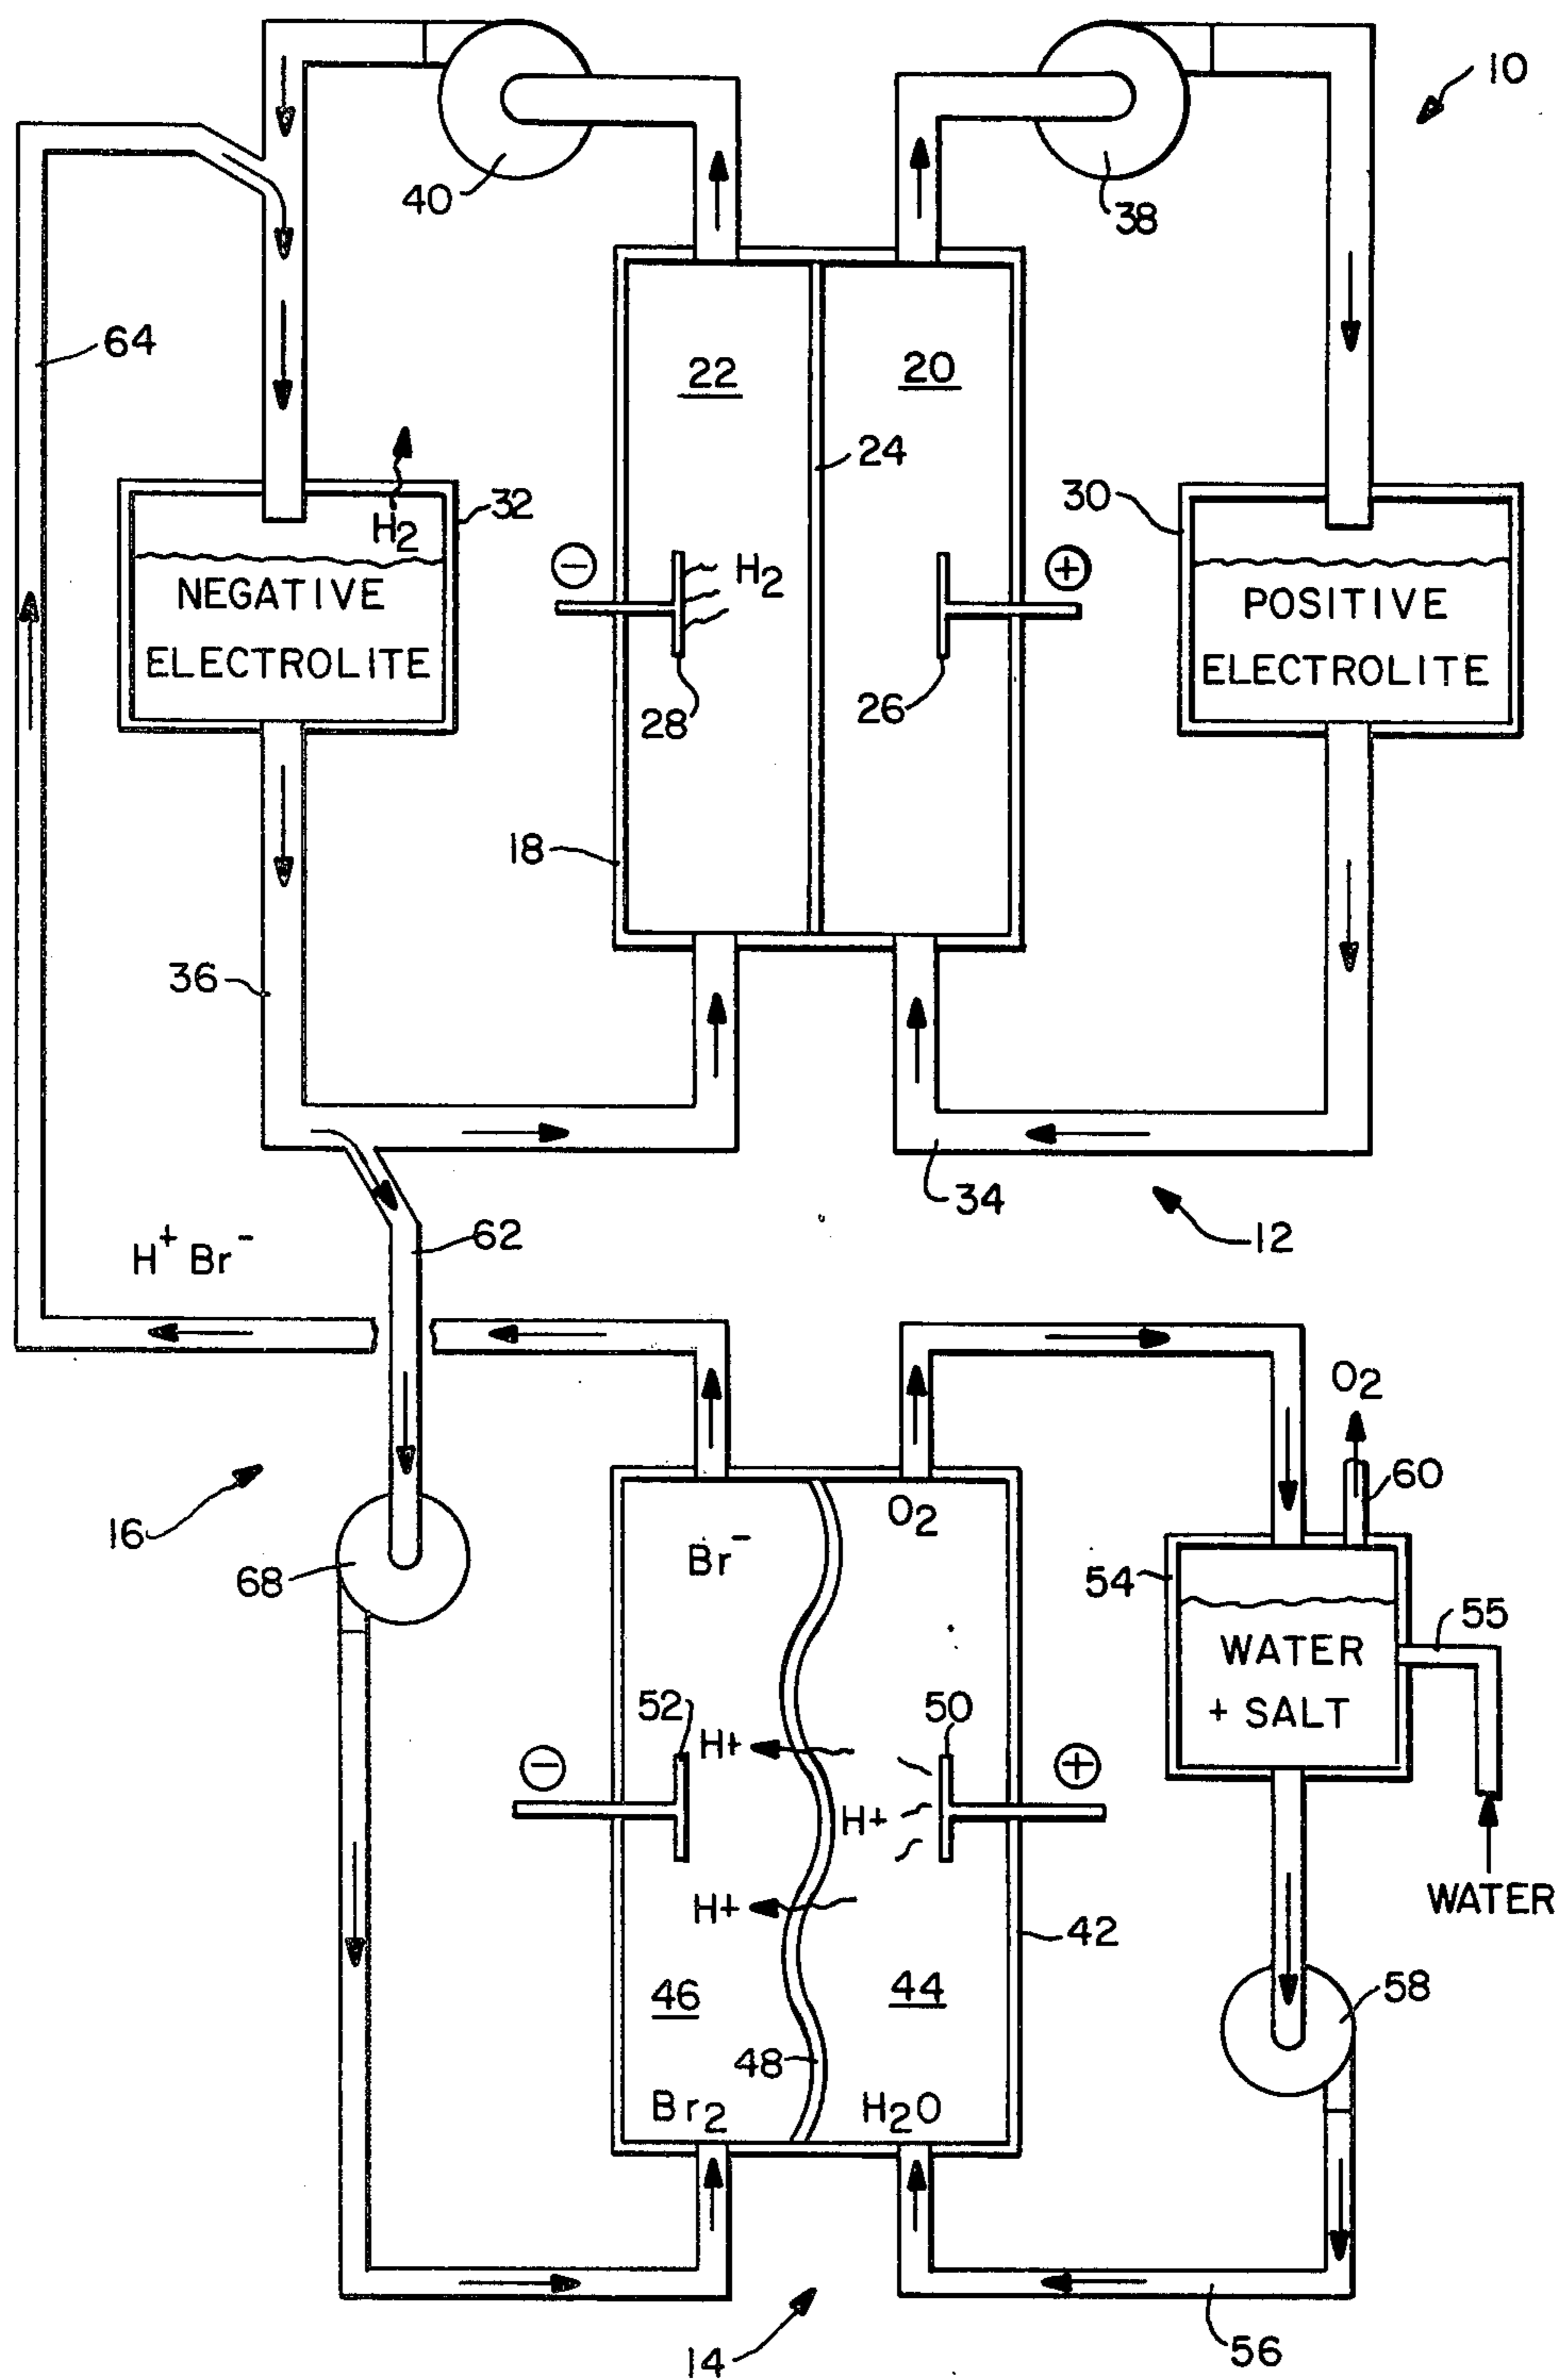 10
40
38
64
22
20
24
H2
32
30
NEGATIVE
ELECTROLITE
−
H2
+
POSITIVE
ELECTROLITE
28
26
18
36
34
12
62
H+ Br−
O2
60
16
68
Br−
O2
54
55
WATER
+ SALT
52
50
H+
−
+
H+
H+
WATER
42
46
44
58
48
Br2
H2O
14
56